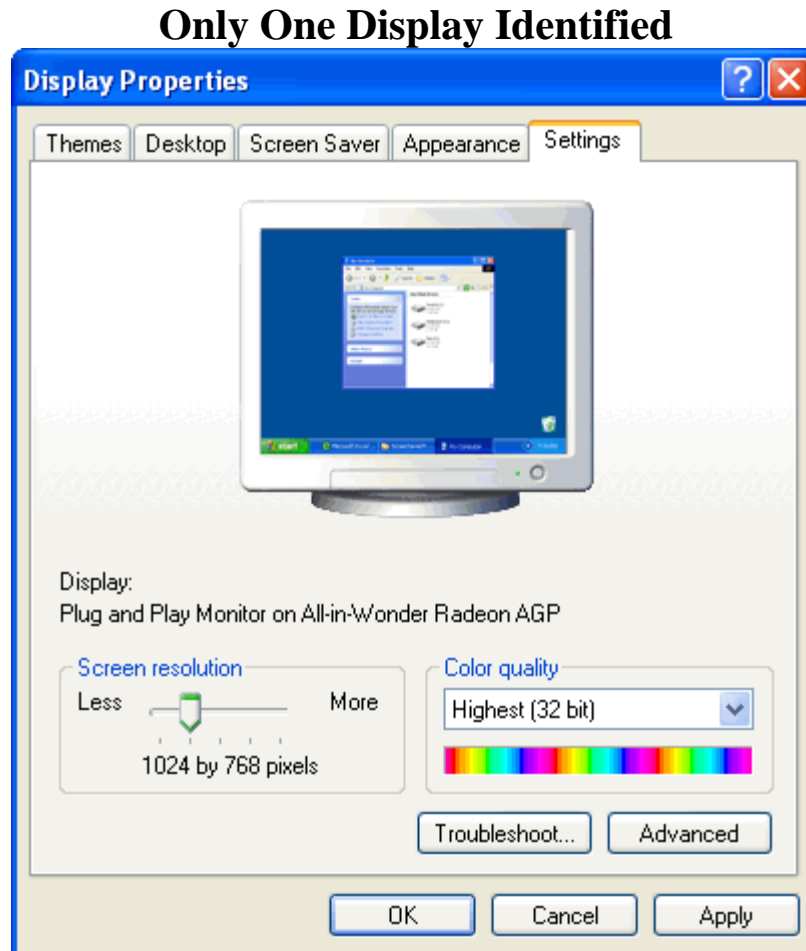 Only One Display Identified
Display Properties
Themes Desktop Screen Saver Appearance Settings
start
Display:
Plug and Play Monitor on All-in-Wonder Radeon AGP
Screen resolution
Less More
1024 by 768 pixels
Color quality
Highest (32 bit)
Troubleshoot... Advanced
OK Cancel Apply